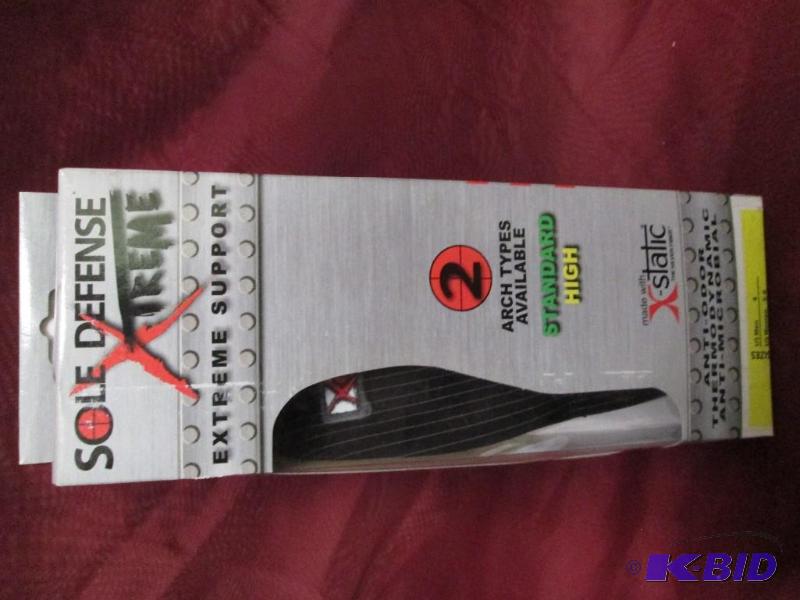 SOLE DEFENSE
XTREME
EXTREME SUPPORT
2
ARCH TYPES
AVAILABLE
STANDARD
HIGH
made with
X-static
ANTI-ODOR
THERMODYNAMIC
ANTI-MICROBIAL
SIZES
© K-BID